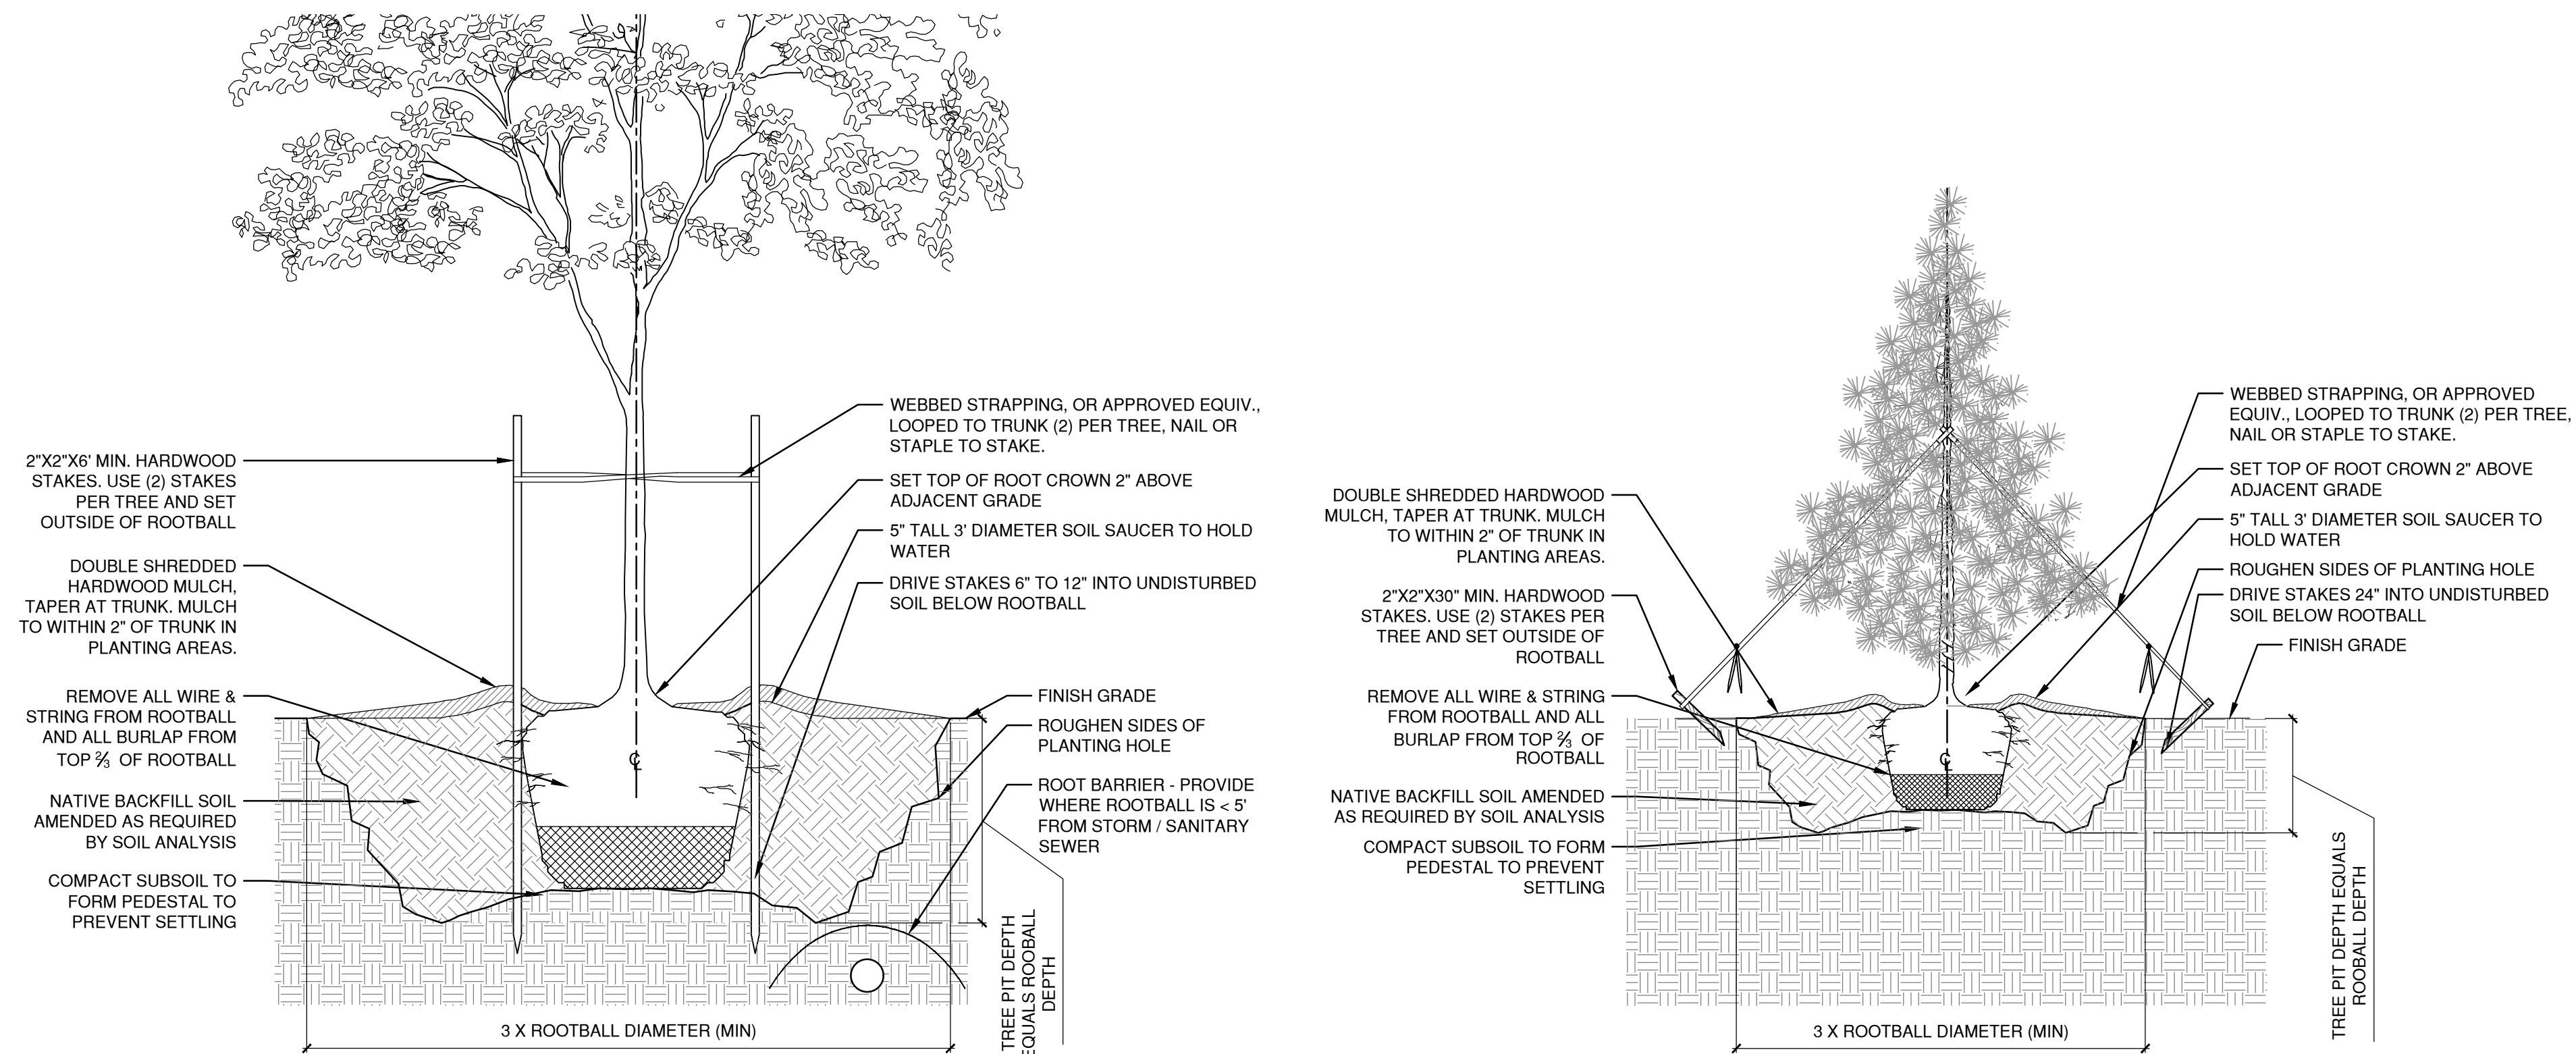 2"X2"X6' MIN. HARDWOOD
STAKES. USE (2) STAKES
PER TREE AND SET
OUTSIDE OF ROOTBALL
DOUBLE SHREDDED
HARDWOOD MULCH,
TAPER AT TRUNK. MULCH
TO WITHIN 2" OF TRUNK IN
PLANTING AREAS.
REMOVE ALL WIRE &
STRING FROM ROOTBALL
AND ALL BURLAP FROM
TOP ⅔ OF ROOTBALL
NATIVE BACKFILL SOIL
AMENDED AS REQUIRED
BY SOIL ANALYSIS
COMPACT SUBSOIL TO
FORM PEDESTAL TO
PREVENT SETTLING
WEBBED STRAPPING, OR APPROVED EQUIV.,
LOOPED TO TRUNK (2) PER TREE, NAIL OR
STAPLE TO STAKE.
SET TOP OF ROOT CROWN 2" ABOVE
ADJACENT GRADE
5" TALL 3' DIAMETER SOIL SAUCER TO HOLD
WATER
DRIVE STAKES 6" TO 12" INTO UNDISTURBED
SOIL BELOW ROOTBALL
FINISH GRADE
ROUGHEN SIDES OF
PLANTING HOLE
ROOT BARRIER - PROVIDE
WHERE ROOTBALL IS < 5'
FROM STORM / SANITARY
SEWER
℄
TREE PIT DEPTH
EQUALS ROOBALL
DEPTH
3 X ROOTBALL DIAMETER (MIN)
DOUBLE SHREDDED HARDWOOD
MULCH, TAPER AT TRUNK. MULCH
TO WITHIN 2" OF TRUNK IN
PLANTING AREAS.
2"X2"X30" MIN. HARDWOOD
STAKES. USE (2) STAKES PER
TREE AND SET OUTSIDE OF
ROOTBALL
REMOVE ALL WIRE & STRING
FROM ROOTBALL AND ALL
BURLAP FROM TOP ⅔ OF
ROOTBALL
NATIVE BACKFILL SOIL AMENDED
AS REQUIRED BY SOIL ANALYSIS
COMPACT SUBSOIL TO FORM
PEDESTAL TO PREVENT
SETTLING
WEBBED STRAPPING, OR APPROVED
EQUIV., LOOPED TO TRUNK (2) PER TREE,
NAIL OR STAPLE TO STAKE.
SET TOP OF ROOT CROWN 2" ABOVE
ADJACENT GRADE
5" TALL 3' DIAMETER SOIL SAUCER TO
HOLD WATER
ROUGHEN SIDES OF PLANTING HOLE
DRIVE STAKES 24" INTO UNDISTURBED
SOIL BELOW ROOTBALL
FINISH GRADE
℄
TREE PIT DEPTH EQUALS
ROOBALL DEPTH
3 X ROOTBALL DIAMETER (MIN)